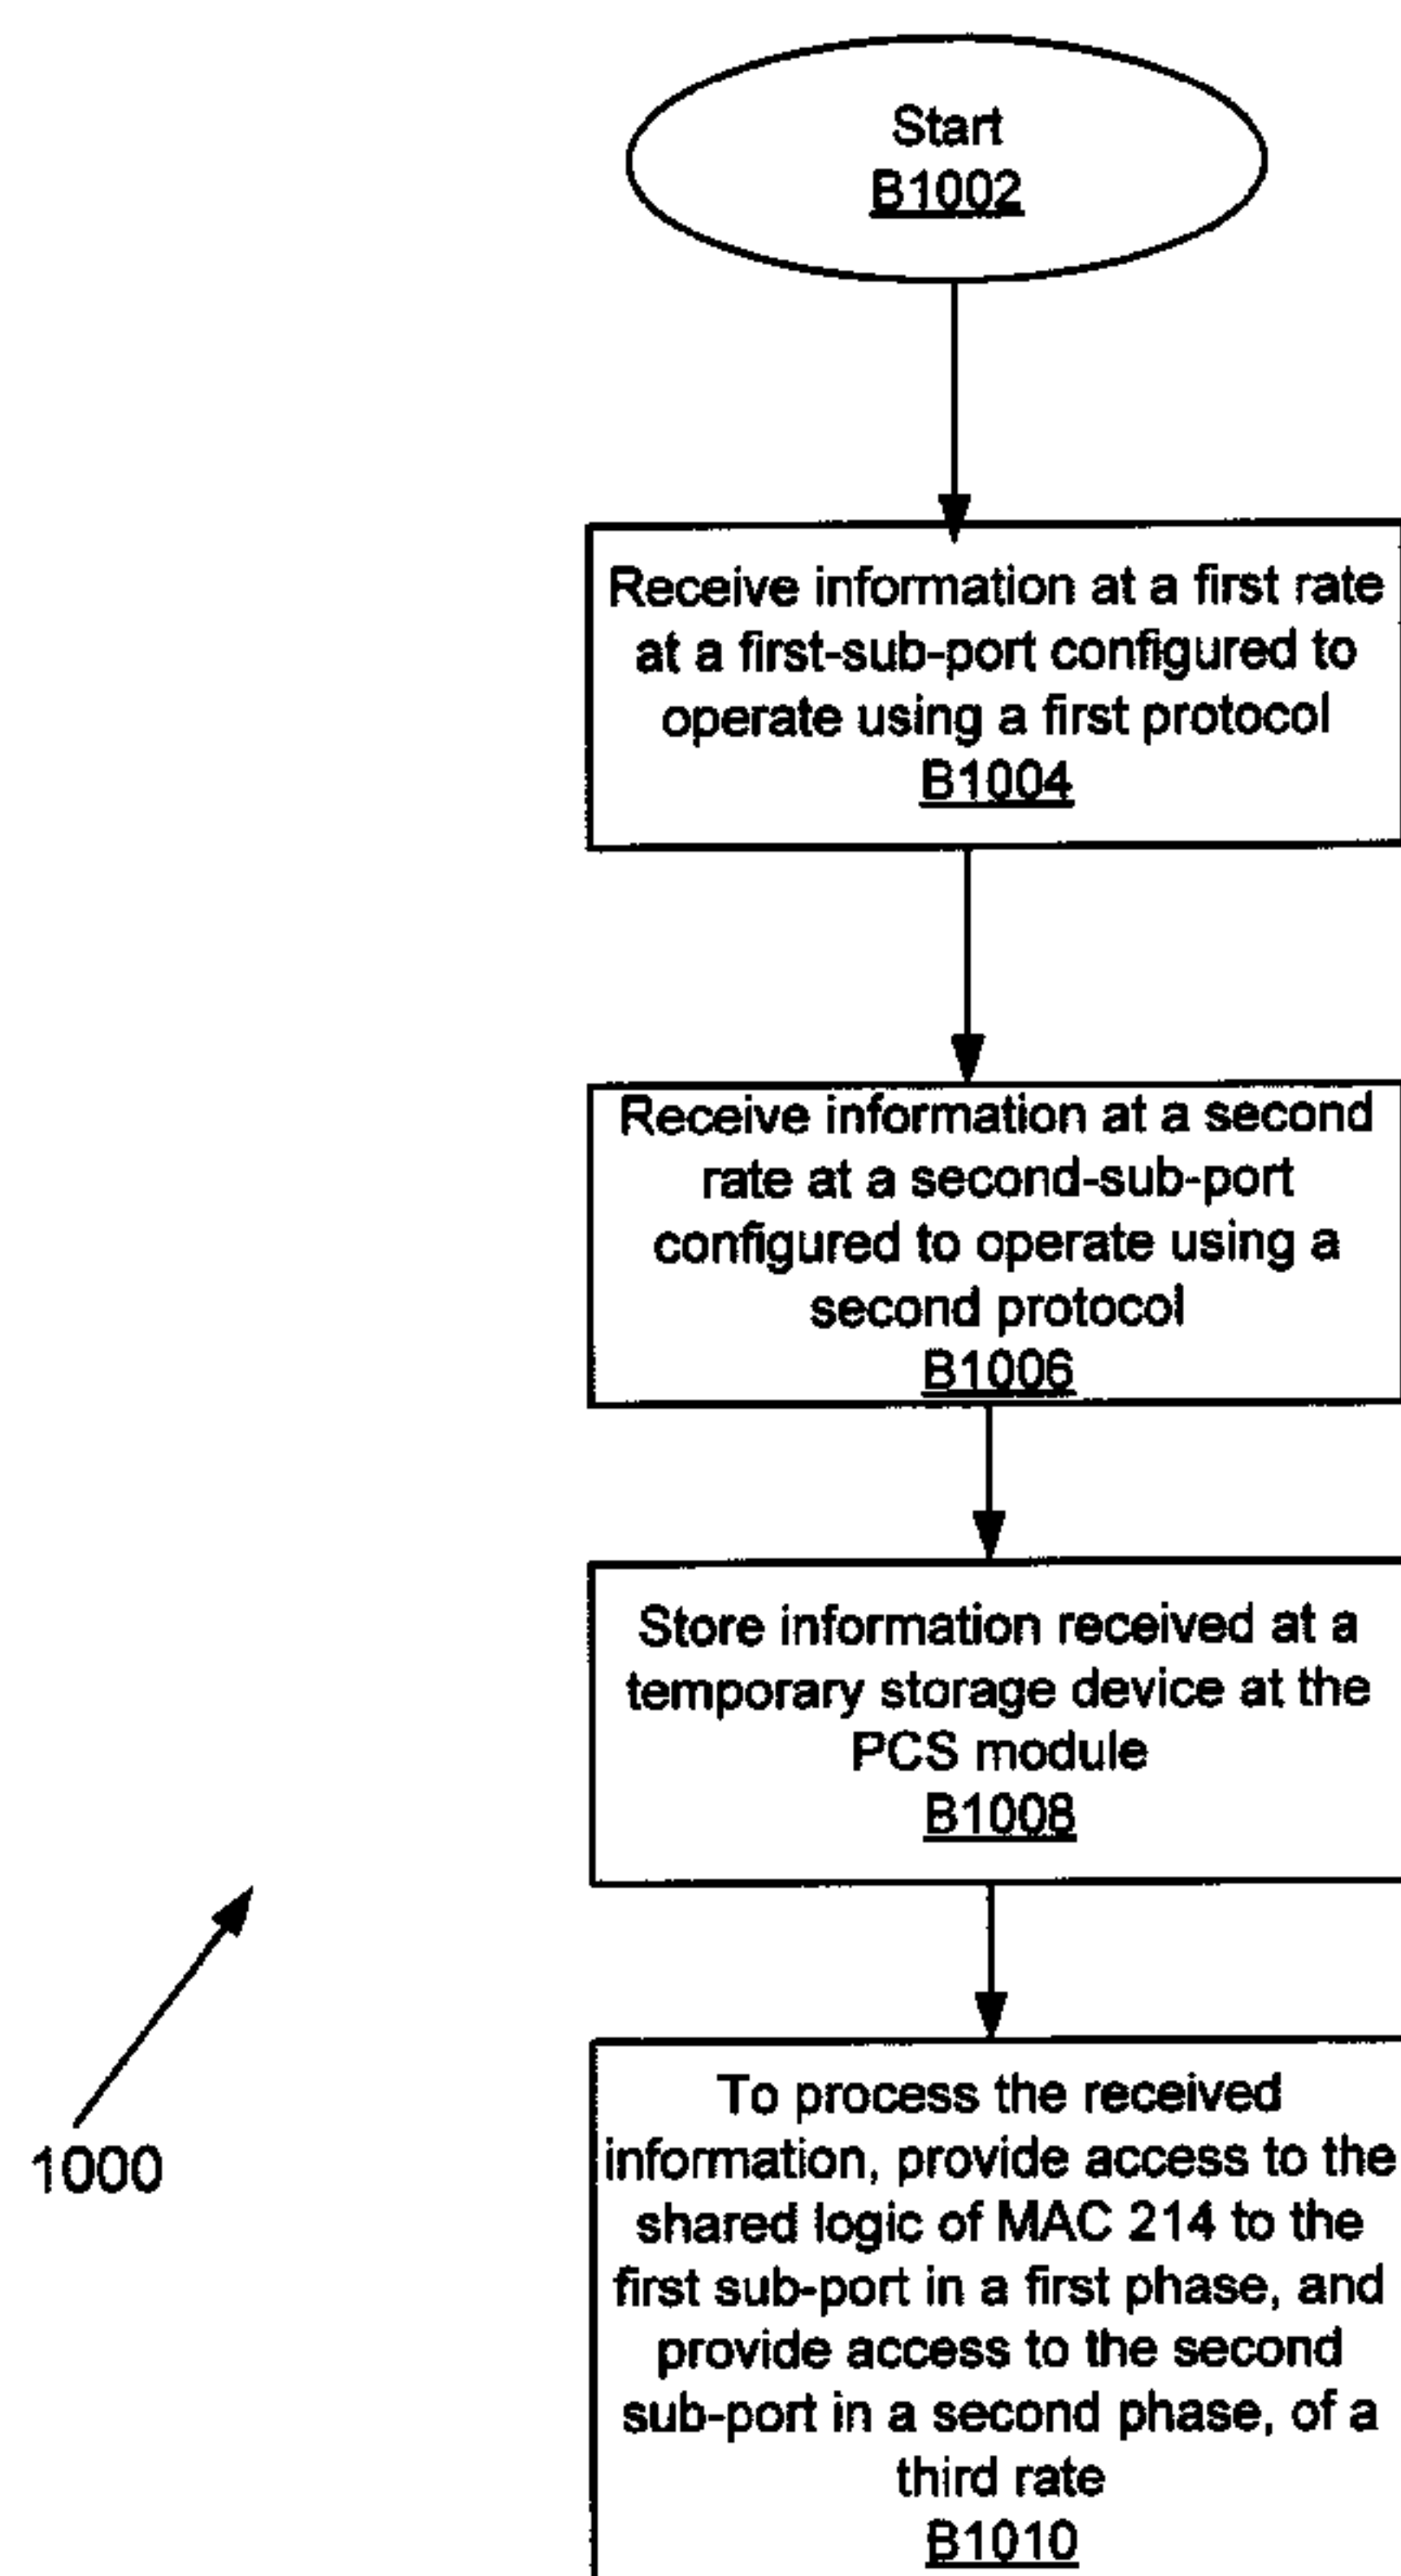 Start
B1002
Receive information at a first rate
at a first-sub-port configured to
operate using a first protocol
B1004
Receive information at a second
rate at a second-sub-port
configured to operate using a
second protocol
B1006
Store information received at a
temporary storage device at the
PCS module
B1008
1000
To process the received
information, provide access to the
shared logic of MAC 214 to the
first sub-port in a first phase, and
provide access to the second
sub-port in a second phase, of a
third rate
B1010